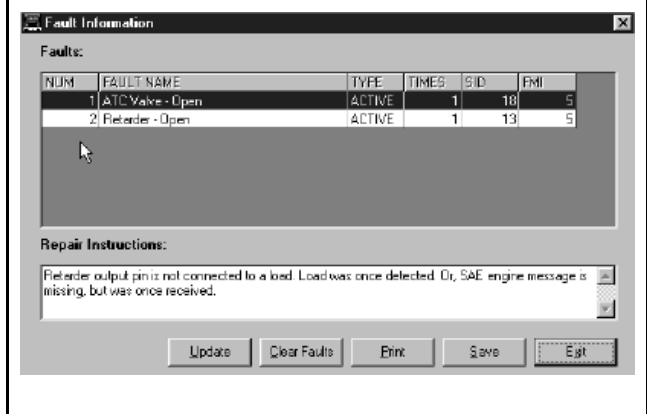 Fault Information
Faults:
NUM FAULT NAME TYPE TIMES SID FMI
1 ATC Valve - Open ACTIVE 1 18 5
2 Retarder - Open ACTIVE 1 13 5
Repair Instructions:
Retarder output pin is not connected to a load. Load was once detected. Or, SAE engine message is
missing, but was once received.
Update Clear Faults Print Save Exit